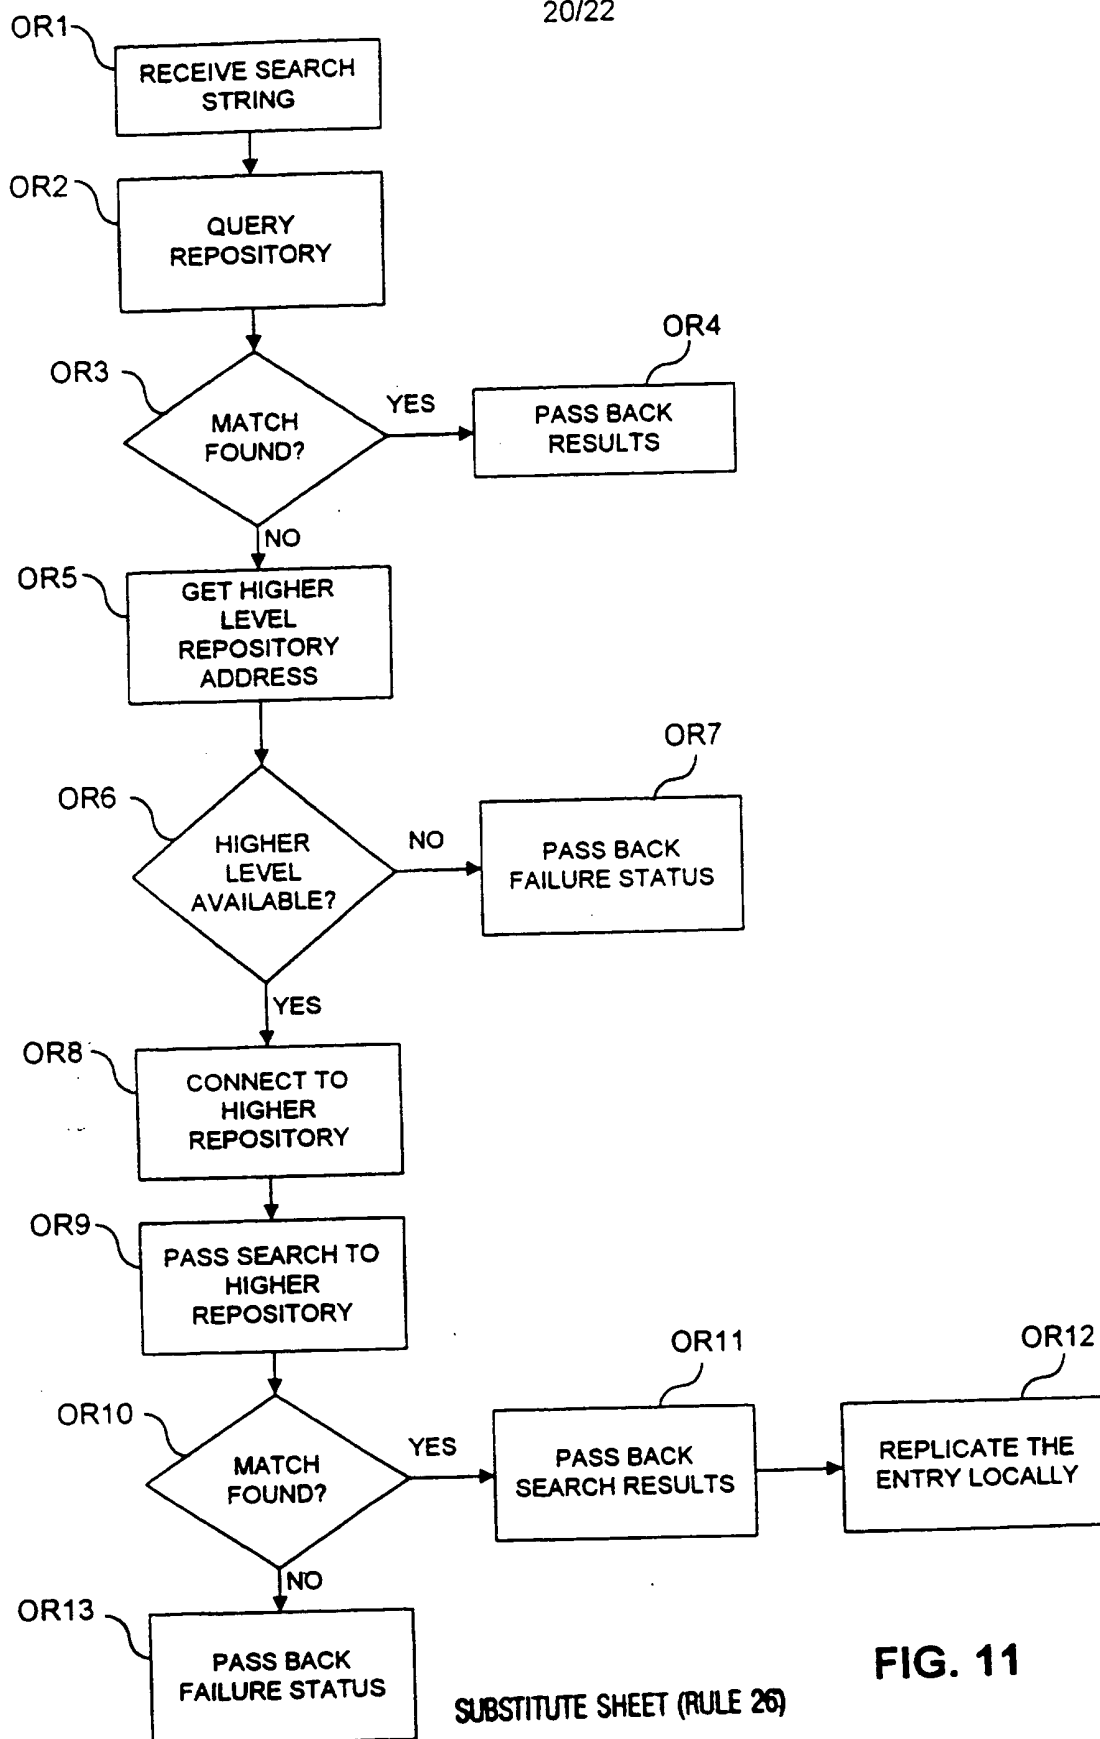 20/22
OR1
RECEIVE SEARCH
STRING
OR2
QUERY
REPOSITORY
OR3
MATCH
FOUND?
YES
OR4
PASS BACK
RESULTS
NO
OR5
GET HIGHER
LEVEL
REPOSITORY
ADDRESS
OR6
HIGHER
LEVEL
AVAILABLE?
NO
OR7
PASS BACK
FAILURE STATUS
YES
OR8
CONNECT TO
HIGHER
REPOSITORY
OR9
PASS SEARCH TO
HIGHER
REPOSITORY
OR10
MATCH
FOUND?
YES
OR11
PASS BACK
SEARCH RESULTS
OR12
REPLICATE THE
ENTRY LOCALLY
NO
OR13
PASS BACK
FAILURE STATUS
FIG. 11
SUBSTITUTE SHEET (RULE 26)